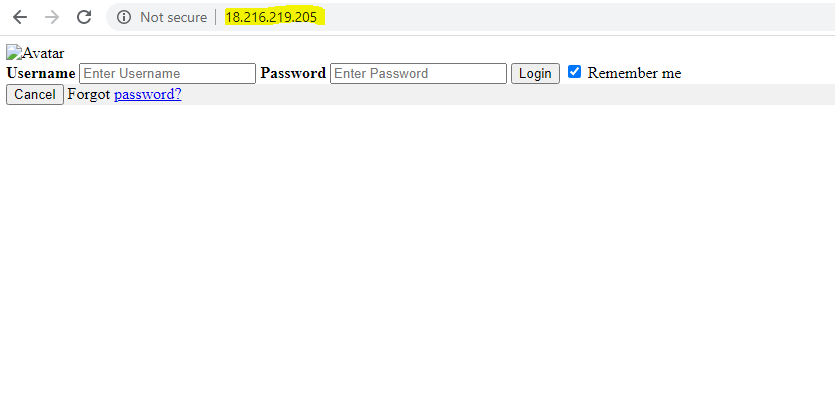 Not secure | 18.216.219.205
Avatar
Username Enter Username Password Enter Password Login Remember me
Cancel Forgot password?